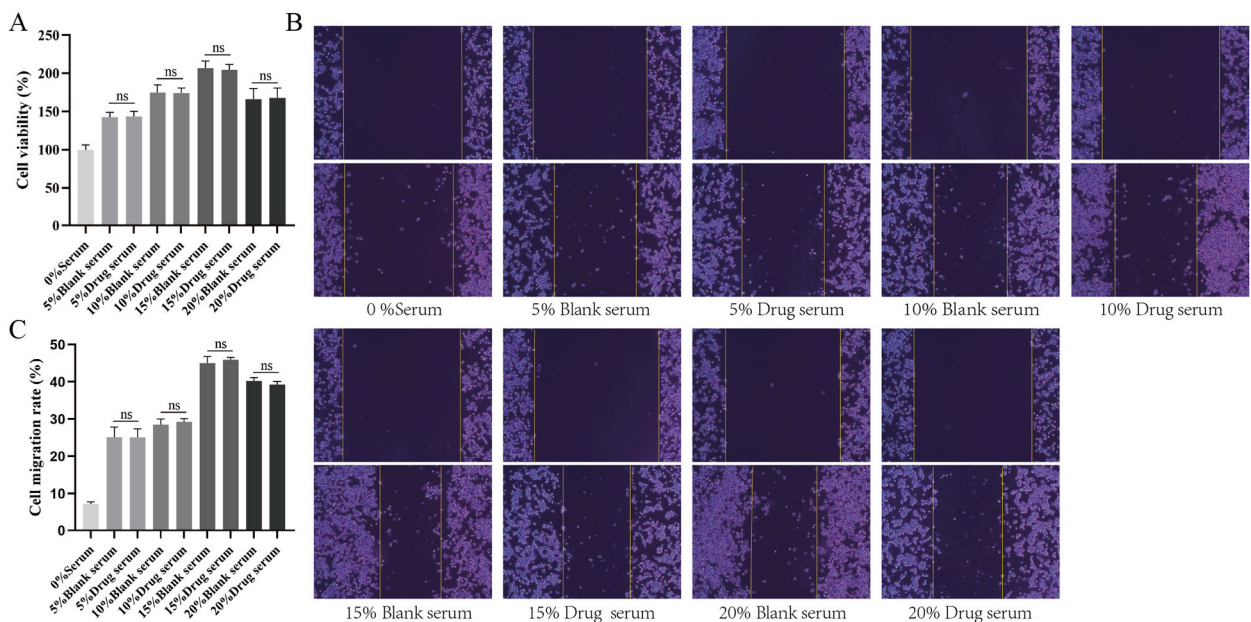 A
Cell viability (%)
250
200
150
100
50
0
ns
ns
ns
ns
0%Serum
5%Blank serum
5%Drug serum
10%Blank serum
10%Drug serum
15%Blank serum
15%Drug serum
20%Blank serum
20%Drug serum
B
0 %Serum
5% Blank serum
5% Drug serum
10% Blank serum
10% Drug serum
15% Blank serum
15% Drug serum
20% Blank serum
20% Drug serum
C
Cell migration rate (%)
50
40
30
20
10
0
ns
ns
ns
ns
0%Serum
5%Blank serum
5%Drug serum
10%Blank serum
10%Drug serum
15%Blank serum
15%Drug serum
20%Blank serum
20%Drug serum